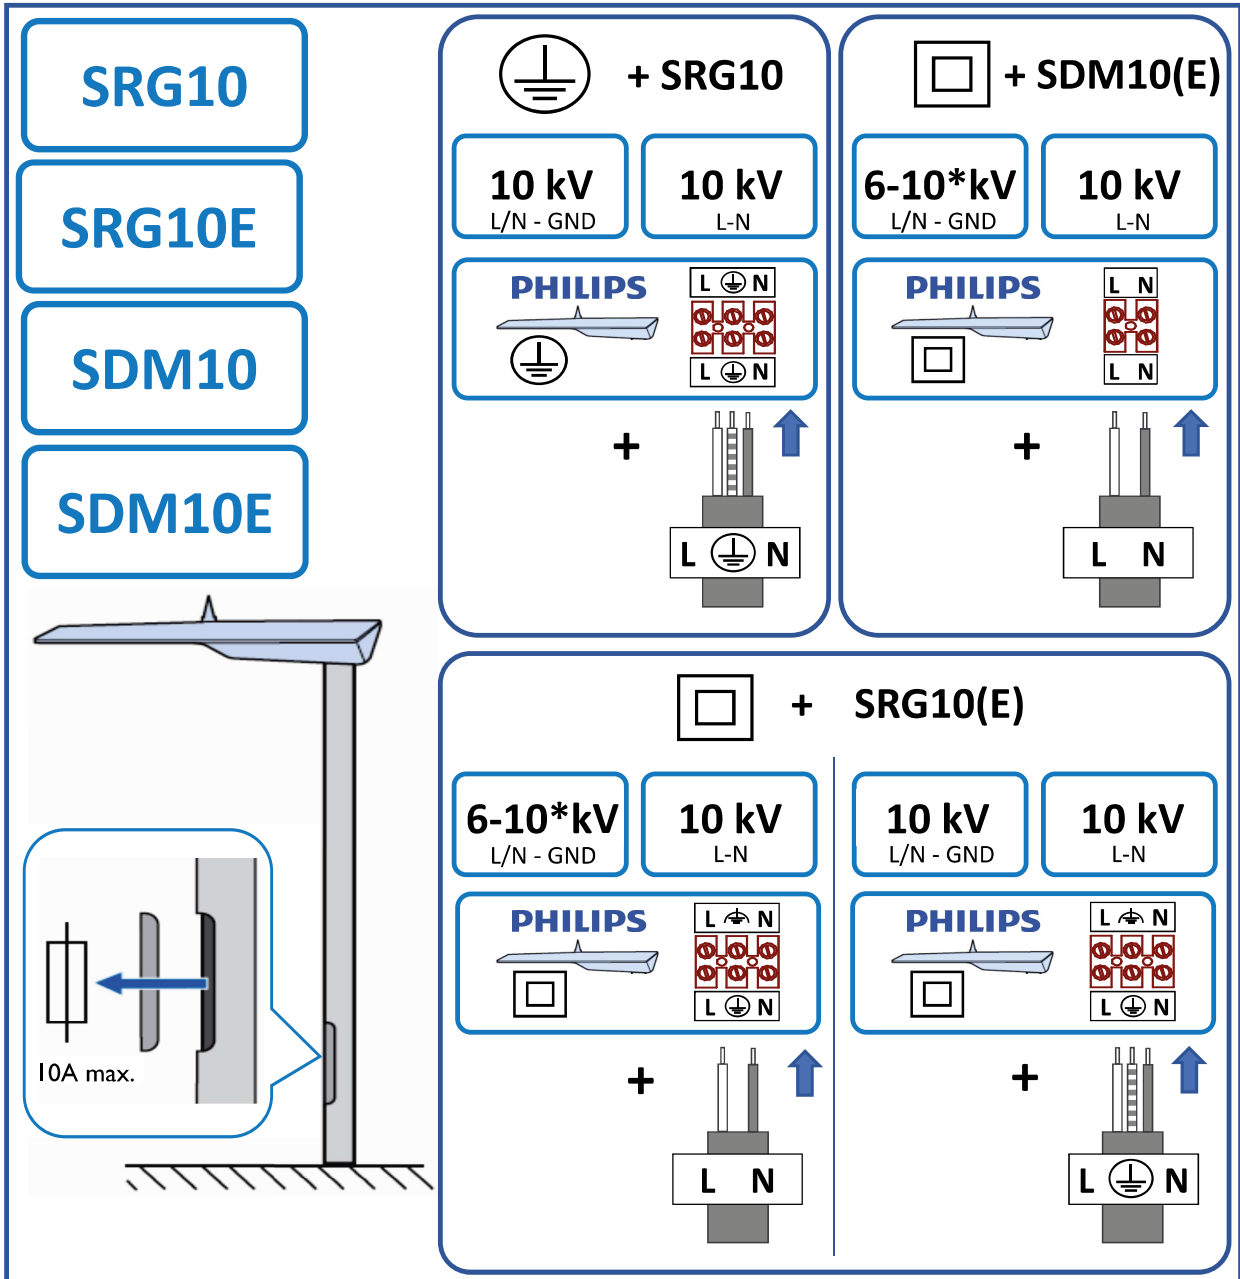 SRG10
SRG10E
SDM10
SDM10E
10A max.
+ SRG10
10 kV
L/N - GND
10 kV
L-N
PHILIPS
L N
L N
+
L N
+ SDM10(E)
6-10*kV
L/N - GND
10 kV
L-N
PHILIPS
L N
L N
+
L N
+ SRG10(E)
6-10*kV
L/N - GND
10 kV
L-N
PHILIPS
L N
L N
+
L N
10 kV
L/N - GND
10 kV
L-N
PHILIPS
L N
L N
+
L N